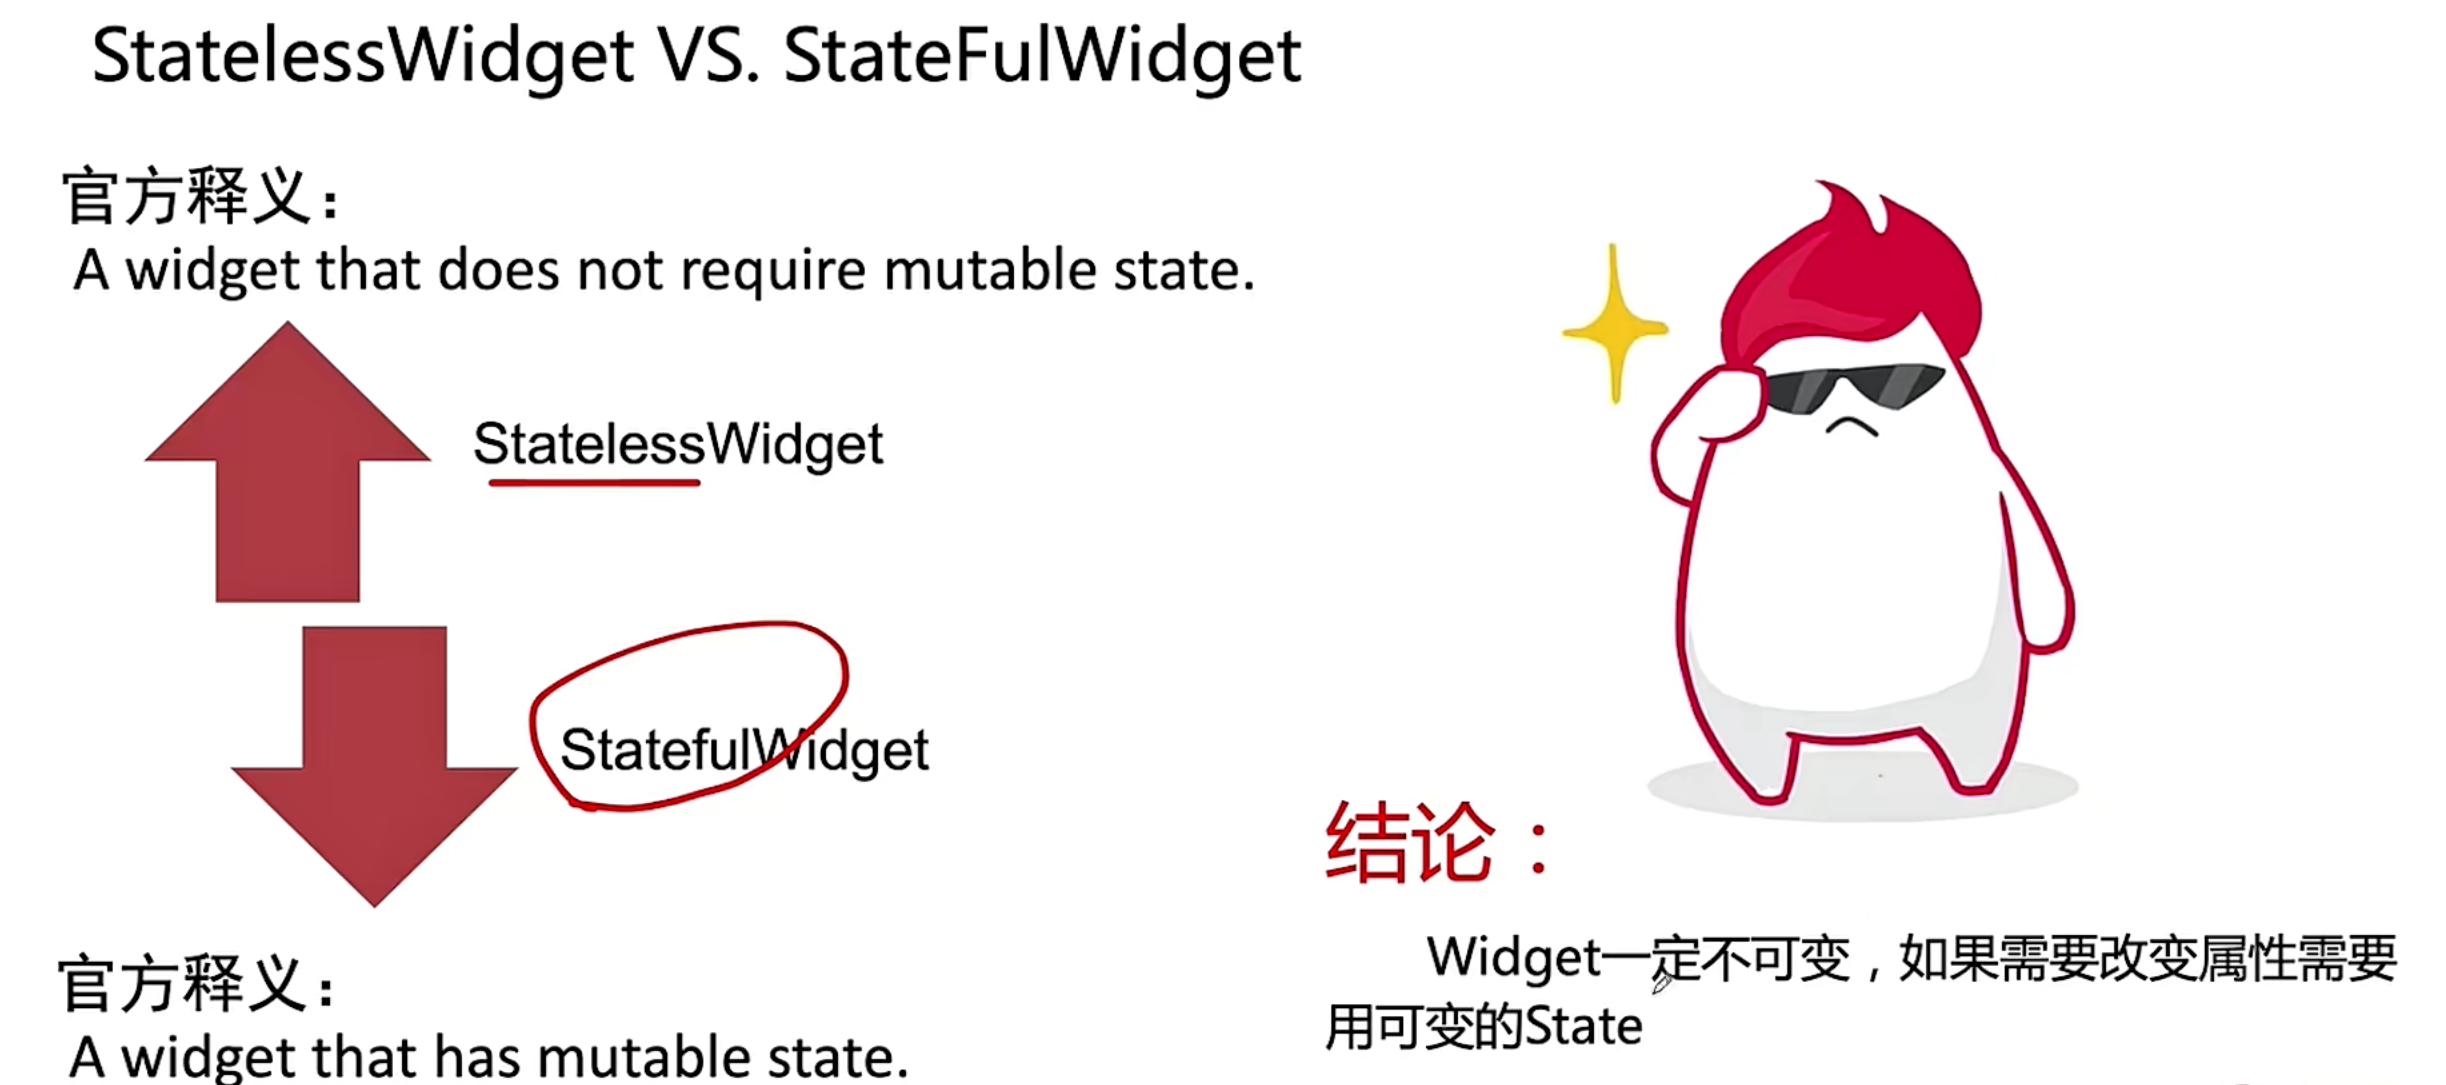 StatelessWidget VS. StateFulWidget
官方释义：
A widget that does not require mutable state.
StatelessWidget
StatefulWidget
官方释义：
A widget that has mutable state.
结论：
Widget一定不可变，如果需要改变属性需要
用可变的State